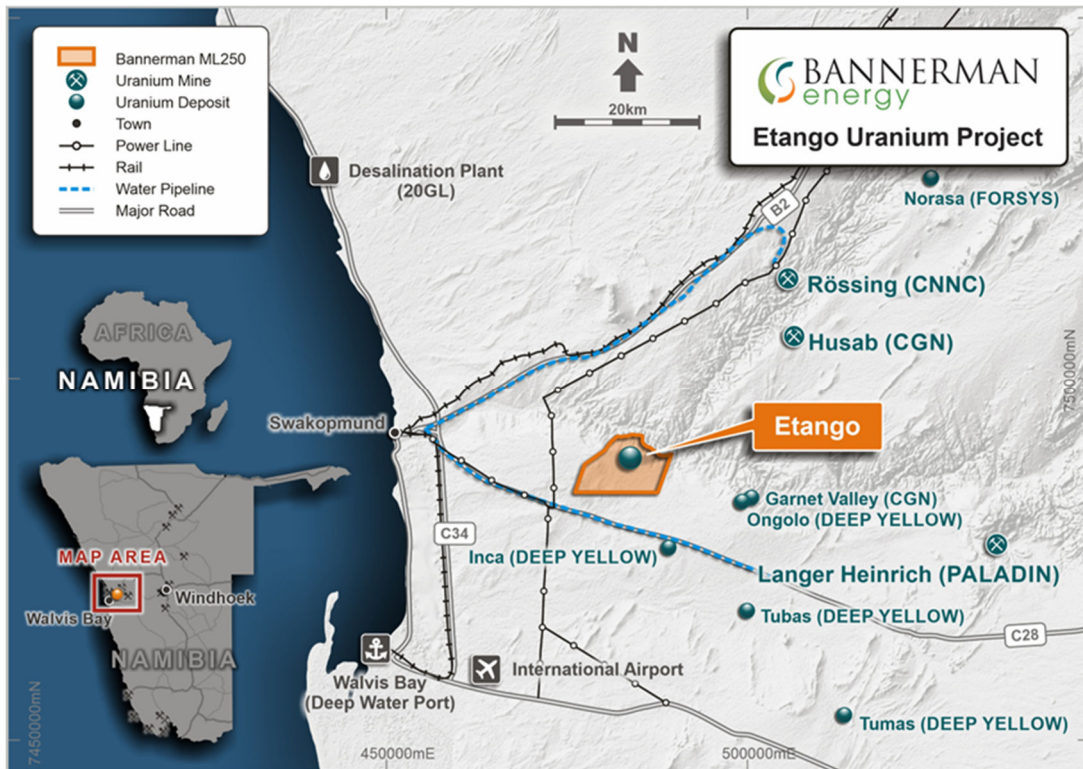 Bannerman ML250
Uranium Mine
Uranium Deposit
Town
Power Line
Rail
Water Pipeline
Major Road
N
20km
BANNERMAN
energy
Etango Uranium Project
Desalination Plant
(20GL)
B2
Norasa (FORSYS)
Rössing (CNNC)
Husab (CGN)
7500000mN
AFRICA
NAMIBIA
Swakopmund
Etango
Garnet Valley (CGN)
Ongolo (DEEP YELLOW)
C34
Inca (DEEP YELLOW)
Langer Heinrich (PALADIN)
MAP AREA
Windhoek
Walvis Bay
NAMIBIA
Tubas (DEEP YELLOW)
C28
International Airport
Walvis Bay
(Deep Water Port)
Tumas (DEEP YELLOW)
7450000mN
450000mE
500000mE